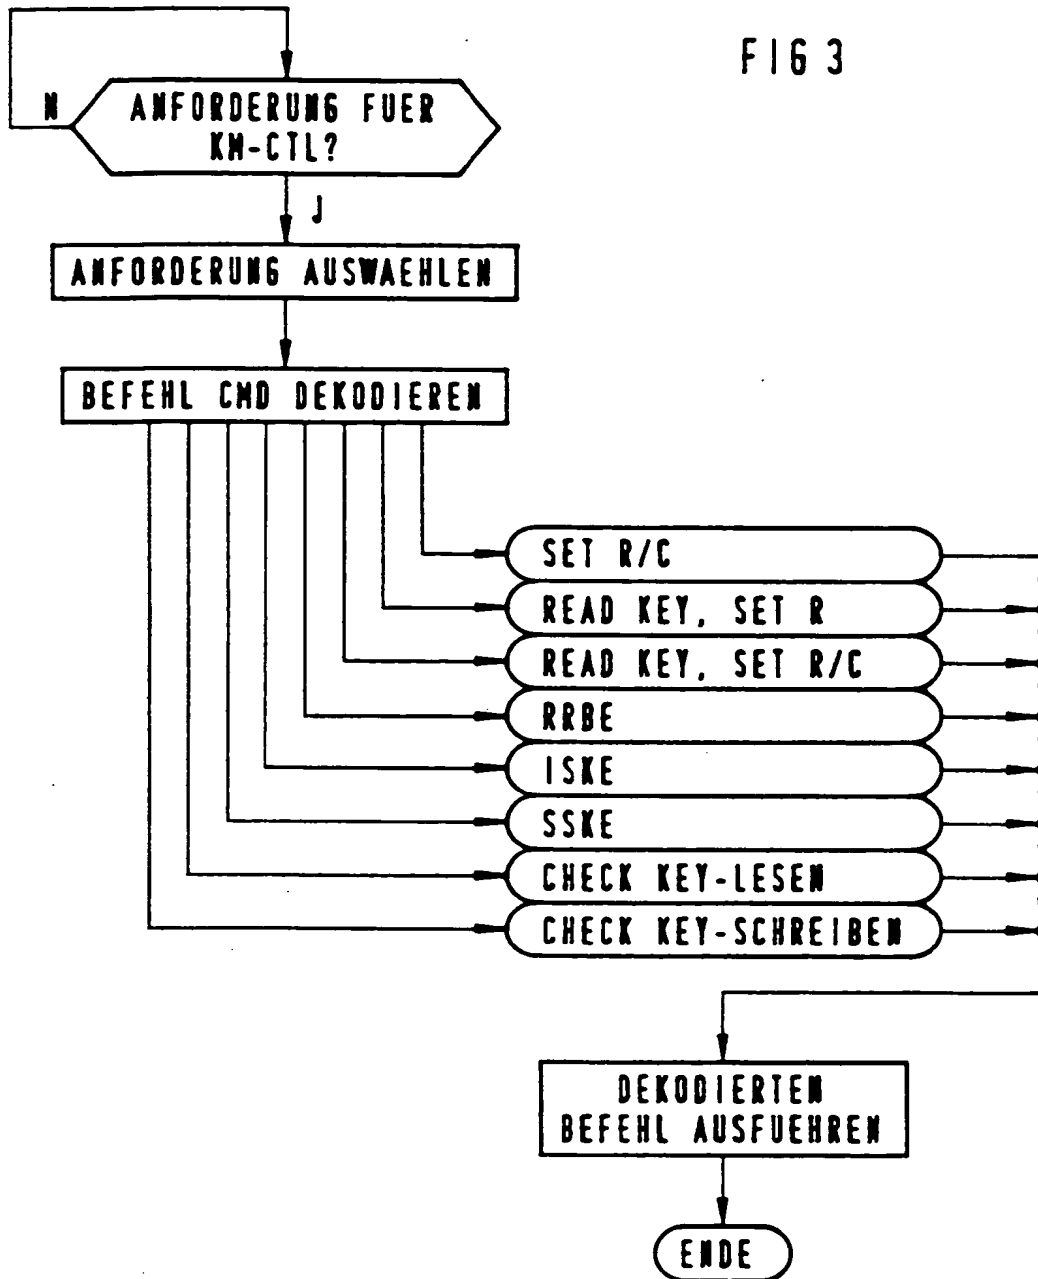 FIG 3
N
ANFORDERUNG FUER
KM-CTL?
J
ANFORDERUNG AUSWAEHLEN
BEFEHL CMD DEKODIEREN
SET R/C
READ KEY, SET R
READ KEY, SET R/C
RRBE
ISKE
SSKE
CHECK KEY-LESEN
CHECK KEY-SCHREIBEN
DEKODIERTEN
BEFEHL AUSFUEHREN
ENDE